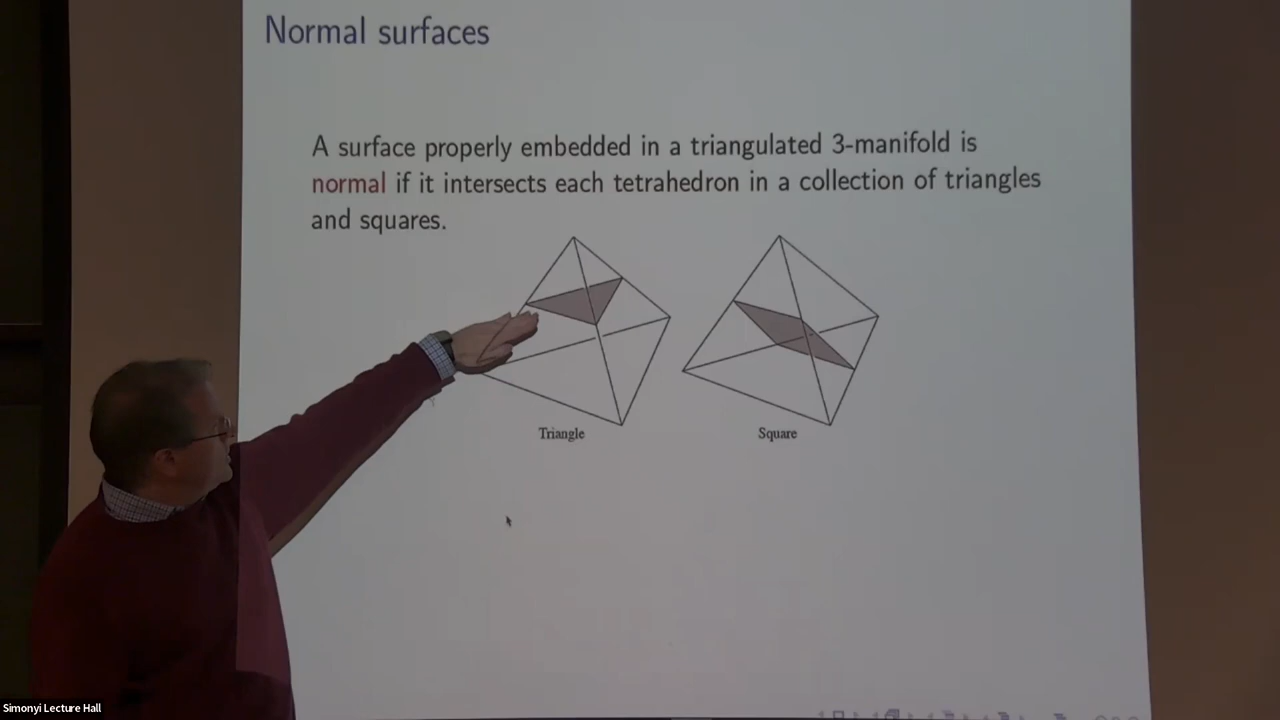 Normal surfaces
A surface properly embedded in a triangulated 3-manifold is
normal if it intersects each tetrahedron in a collection of triangles
and squares.
Triangle
Square
Simonyi Lecture Hall